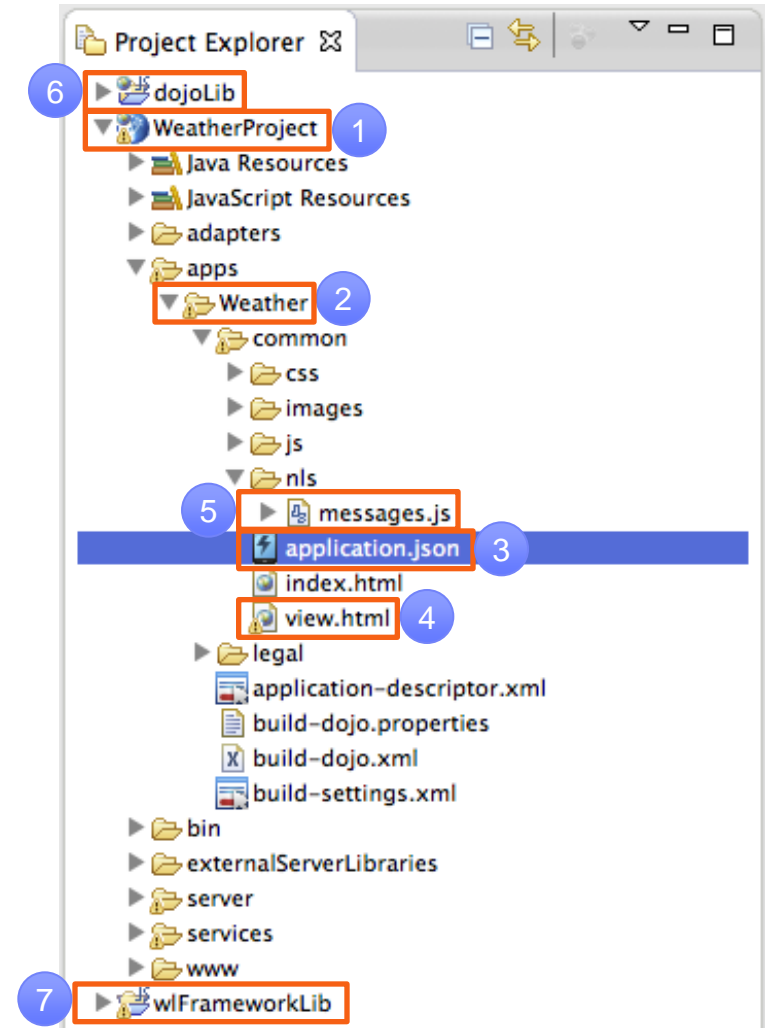 Project Explorer
6 dojoLib
WeatherProject 1
Java Resources
JavaScript Resources
adapters
apps
Weather 2
common
css
images
js
nls
5 messages.js
application.json 3
index.html
view.html 4
legal
application-descriptor.xml
build-dojo.properties
X build-dojo.xml
build-settings.xml
bin
externalServerLibraries
server
services
www
7 wlFrameworkLib